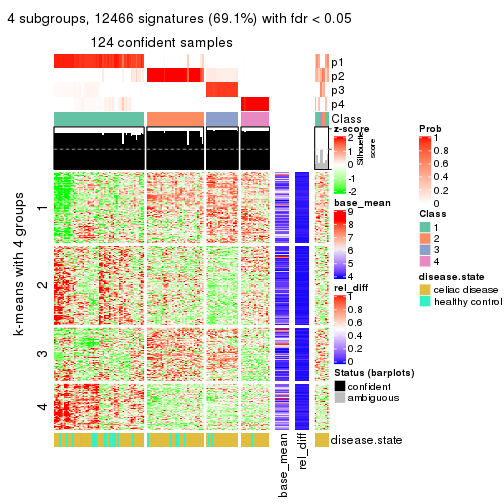 4 subgroups, 12466 signatures (69.1%) with fdr < 0.05
124 confident samples
p1
p2
p3
p4
Class
k-means with 4 groups
1
2
3
4
disease.state
base_mean
rel_diff
Silhouette
score
z-score
2
1
0
-1
-2
base_mean
9
8
7
6
5
4
rel_diff
1
0.8
0.6
0.4
0.2
0
Status (barplots)
confident
ambiguous
Prob
1
0.8
0.6
0.4
0.2
0
Class
1
2
3
4
disease.state
celiac disease
healthy control